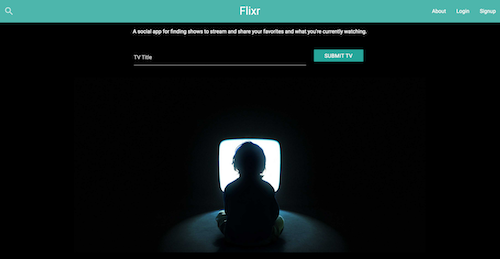 Flixr
About Login Signup
A social app for finding shows to stream and share your favorites and what you're currently watching.
TV Title
SUBMIT TV